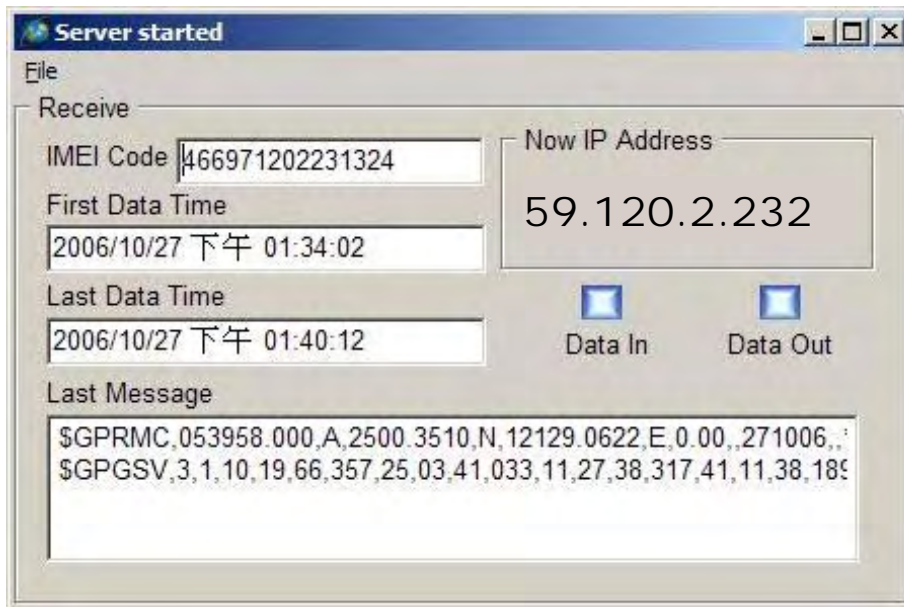 Server started
File
Receive
IMEI Code 466971202231324
Now IP Address
59.120.2.232
First Data Time
2006/10/27 下午 01:34:02
Last Data Time
2006/10/27 下午 01:40:12
Data In
Data Out
Last Message
$GPRMC,053958.000,A,2500.3510,N,12129.0622,E,0.00,,271006,,*
$GPGSV,3,1,10,19,66,357,25,03,41,033,11,27,38,317,41,11,38,189